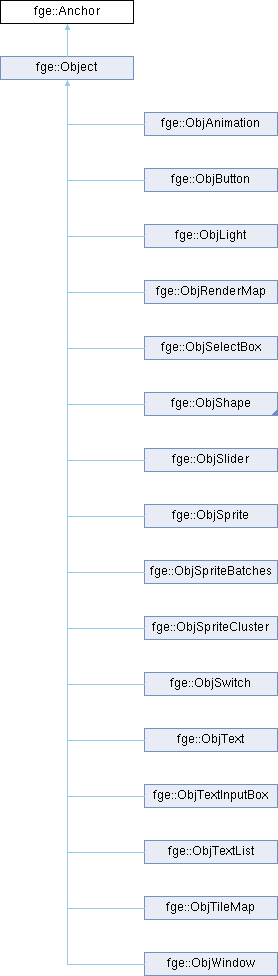 fge::Anchor
fge::Object
fge::ObjAnimation
fge::ObjButton
fge::ObjLight
fge::ObjRenderMap
fge::ObjSelectBox
fge::ObjShape
fge::ObjSlider
fge::ObjSprite
fge::ObjSpriteBatches
fge::ObjSpriteCluster
fge::ObjSwitch
fge::ObjText
fge::ObjTextInputBox
fge::ObjTextList
fge::ObjTileMap
fge::ObjWindow